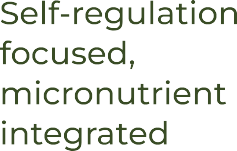 Self-regulation
focused,
micronutrient
integrated